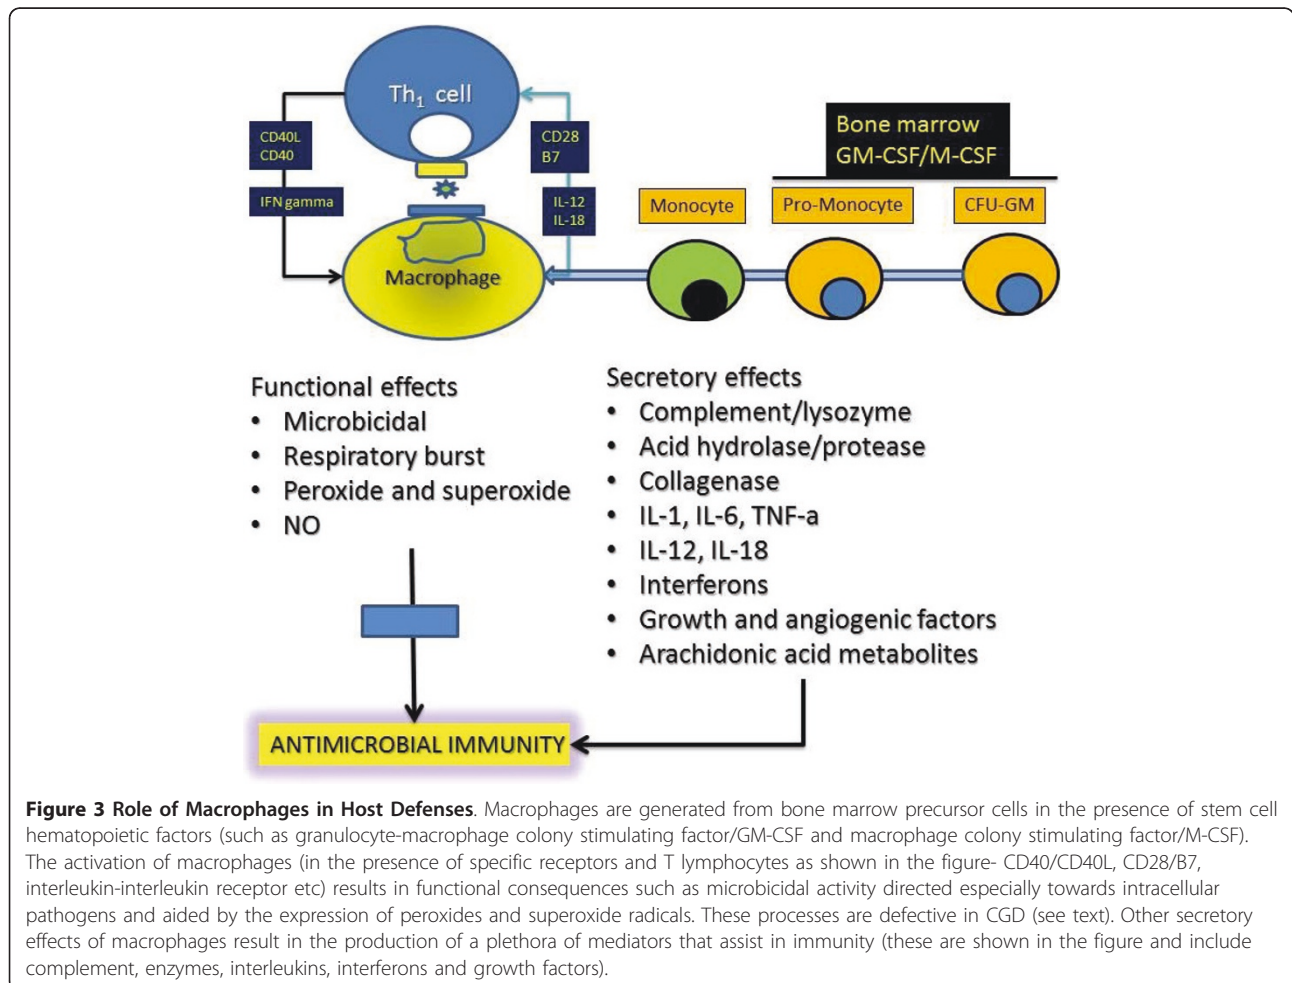 Th1 cell
CD40L
CD40
IFN gamma
CD28
B7
IL-12
IL-18
Macrophage
Bone marrow
GM-CSF/M-CSF
Monocyte
Pro-Monocyte
CFU-GM
Functional effects
• Microbicidal
• Respiratory burst
• Peroxide and superoxide
• NO
Secretory effects
• Complement/lysozyme
• Acid hydrolase/protease
• Collagenase
• IL-1, IL-6, TNF-a
• IL-12, IL-18
• Interferons
• Growth and angiogenic factors
• Arachidonic acid metabolites
ANTIMICROBIAL IMMUNITY
Figure 3 Role of Macrophages in Host Defenses. Macrophages are generated from bone marrow precursor cells in the presence of stem cell
hematopoietic factors (such as granulocyte-macrophage colony stimulating factor/GM-CSF and macrophage colony stimulating factor/M-CSF).
The activation of macrophages (in the presence of specific receptors and T lymphocytes as shown in the figure- CD40/CD40L, CD28/B7,
interleukin-interleukin receptor etc) results in functional consequences such as microbicidal activity directed especially towards intracellular
pathogens and aided by the expression of peroxides and superoxide radicals. These processes are defective in CGD (see text). Other secretory
effects of macrophages result in the production of a plethora of mediators that assist in immunity (these are shown in the figure and include
complement, enzymes, interleukins, interferons and growth factors).